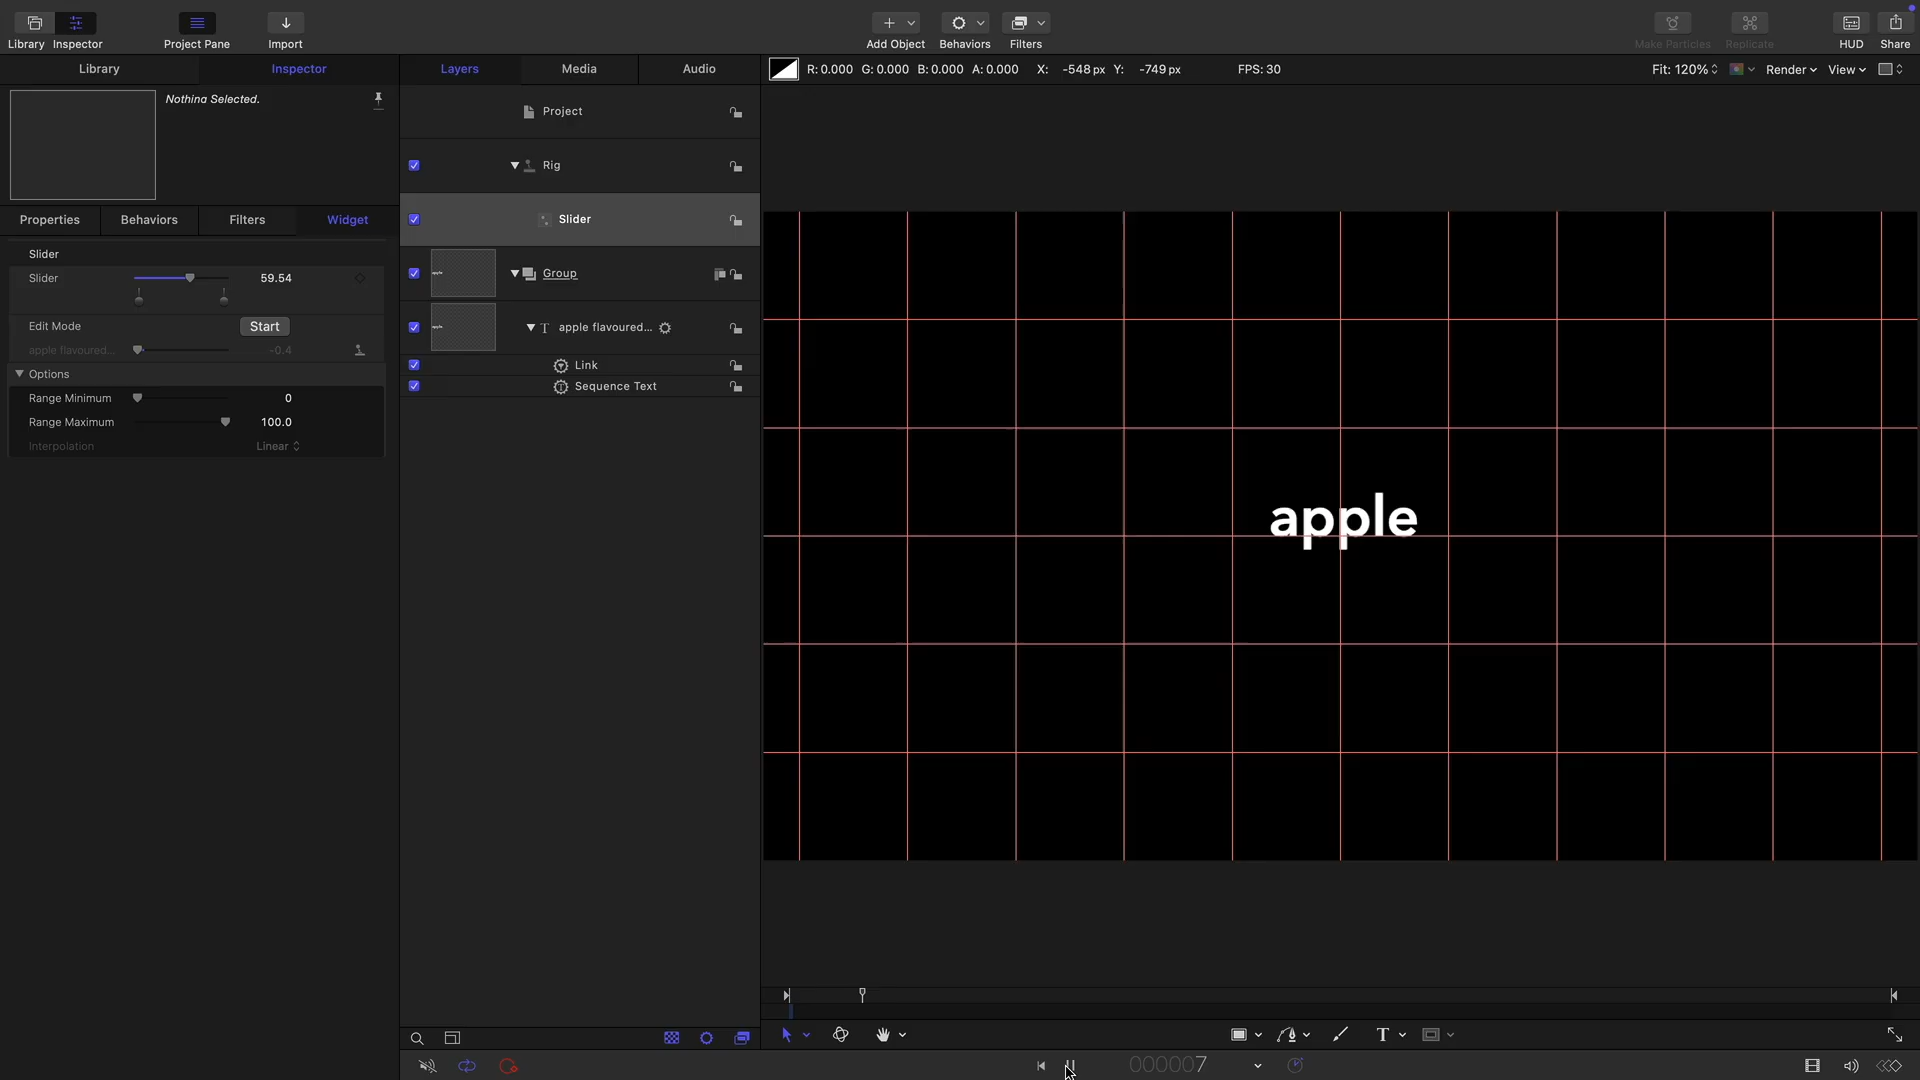 Library Inspector Project Pane Import Add Object Behaviors Filters Make Particles Replicate HUD Share
Library Inspector Layers Media Audio R: 0.000 G: 0.000 B: 0.000 A: 0.000 X: -548 px Y: -749 px FPS: 30 Fit: 120% Render View
Nothing Selected.
Project
Rig
Properties Behaviors Filters Widget
Slider
Slider
Slider 59.54
Group
Edit Mode Start
apple flavoured...
apple flavoured... -0.4
Link
Options
Sequence Text
Range Minimum 0
Range Maximum 100.0
Interpolation Linear
apple
T
000007